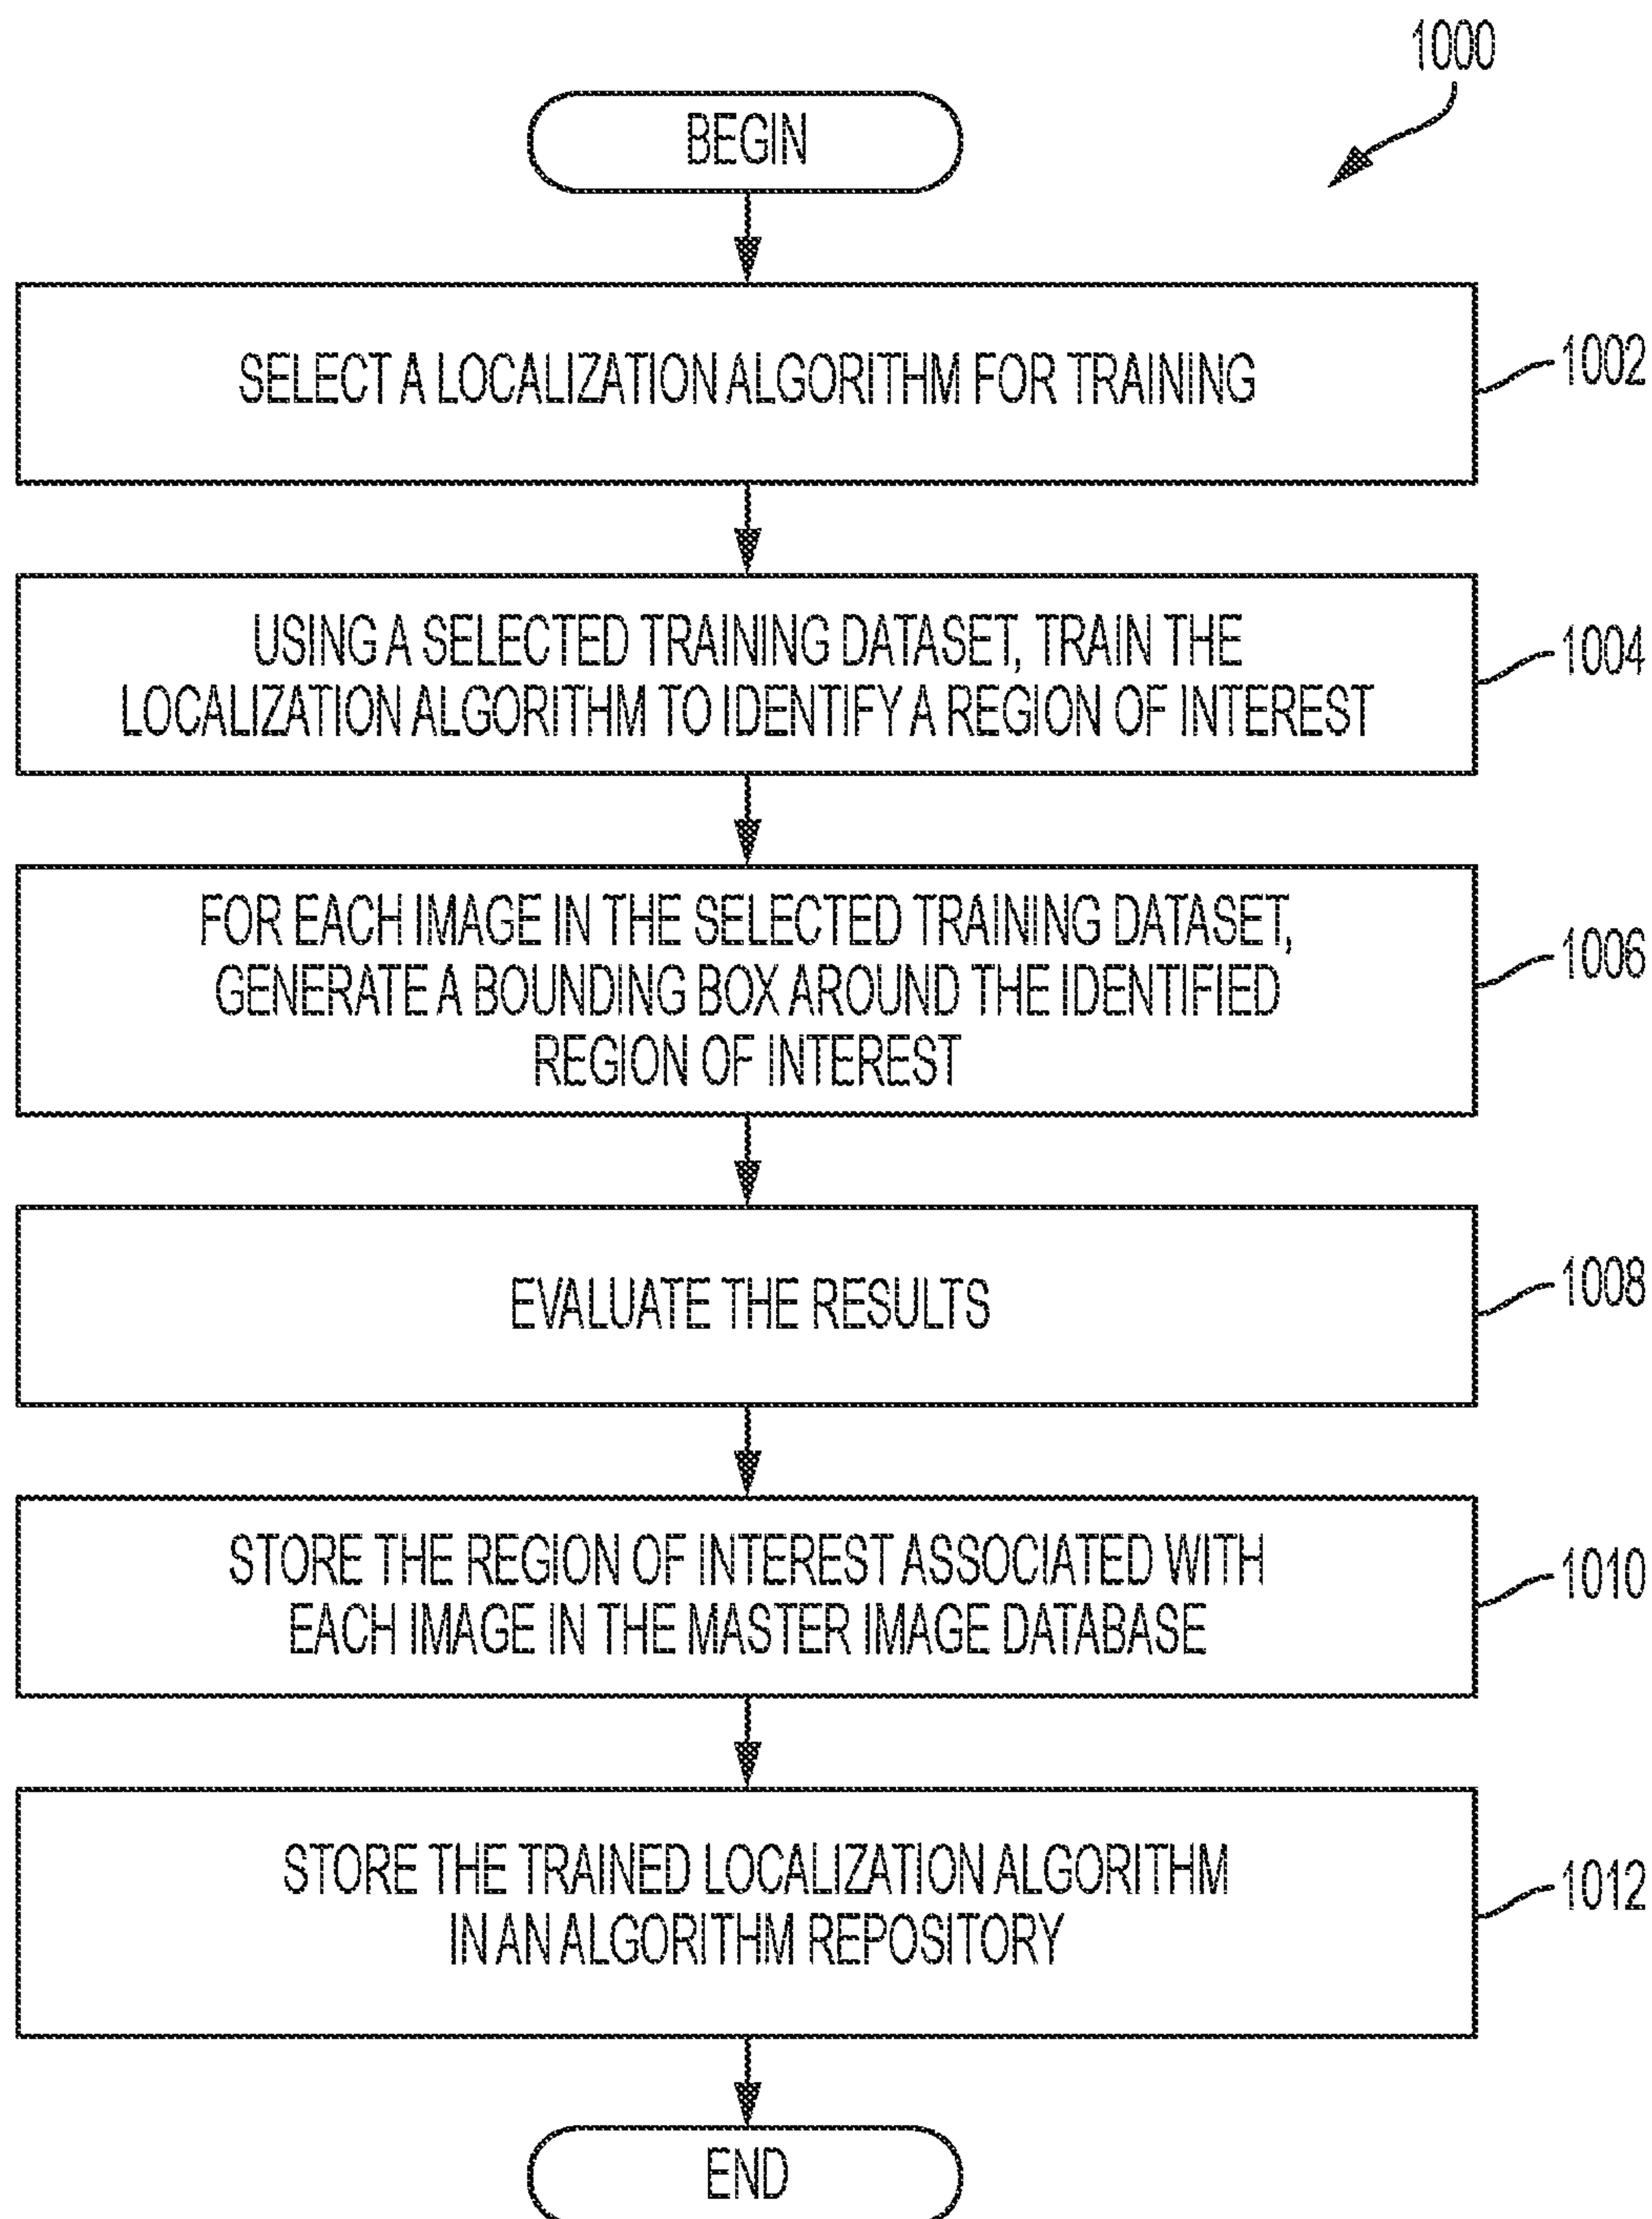 1000
BEGIN
SELECT A LOCALIZATION ALGORITHM FOR TRAINING
1002
USING A SELECTED TRAINING DATASET, TRAIN THE
LOCALIZATION ALGORITHM TO IDENTIFY A REGION OF INTEREST
1004
FOR EACH IMAGE IN THE SELECTED TRAINING DATASET,
GENERATE A BOUNDING BOX AROUND THE IDENTIFIED
REGION OF INTEREST
1006
EVALUATE THE RESULTS
1008
STORE THE REGION OF INTEREST ASSOCIATED WITH
EACH IMAGE IN THE MASTER IMAGE DATABASE
1010
STORE THE TRAINED LOCALIZATION ALGORITHM
IN AN ALGORITHM REPOSITORY
1012
END